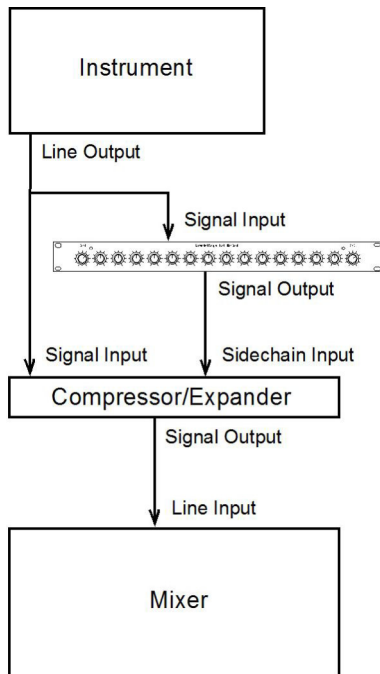 Instrument
Line Output
Signal Input
Signal Output
Signal Input
Sidechain Input
Compressor/Expander
Signal Output
Line Input
Mixer